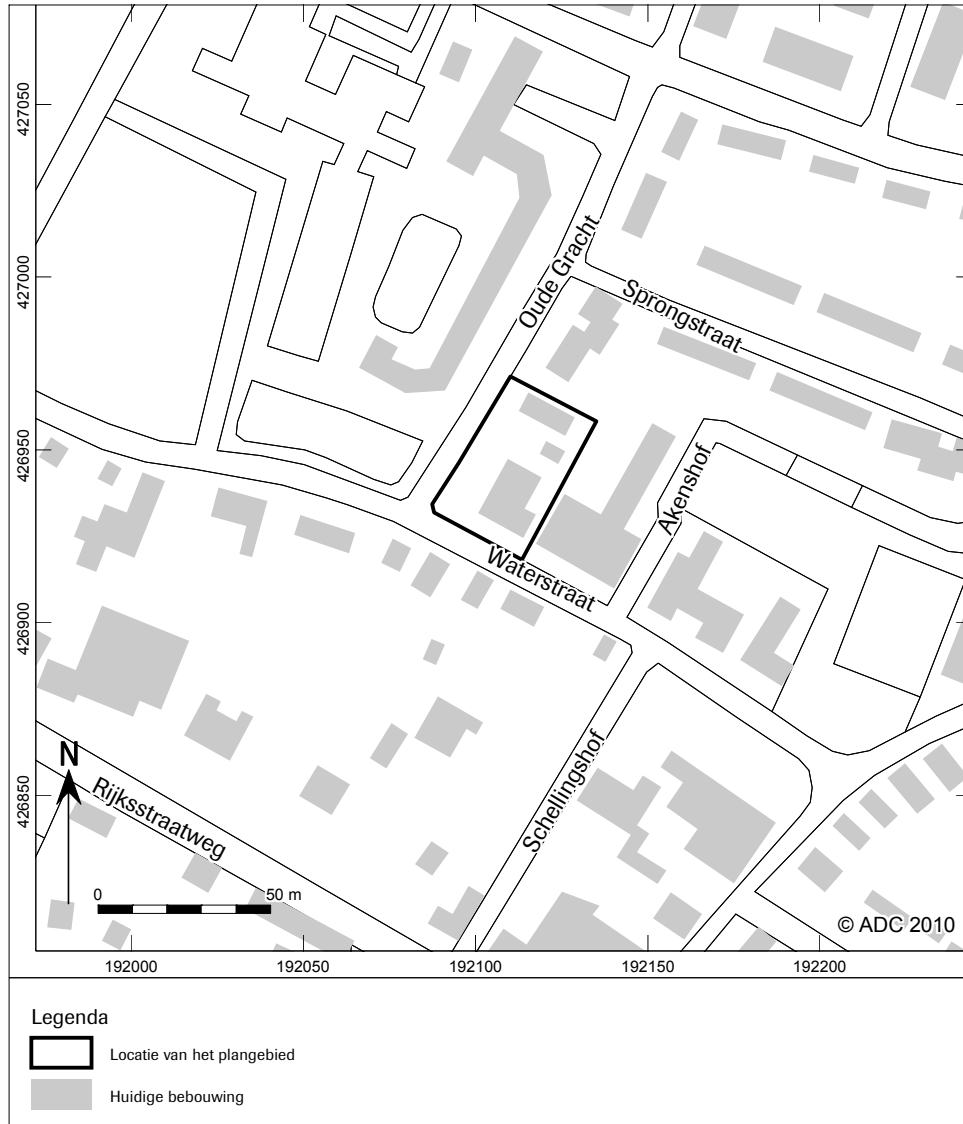 427050
427000
426950
426900
426850
Oude Gracht
Sprongstraat
Akenshof
Waterstraat
Schellingshof
Rijksstraatweg
N
0 50 m
© ADC 2010
192000 192050 192100 192150 192200
Legenda
Locatie van het plangebied
Huidige bebouwing